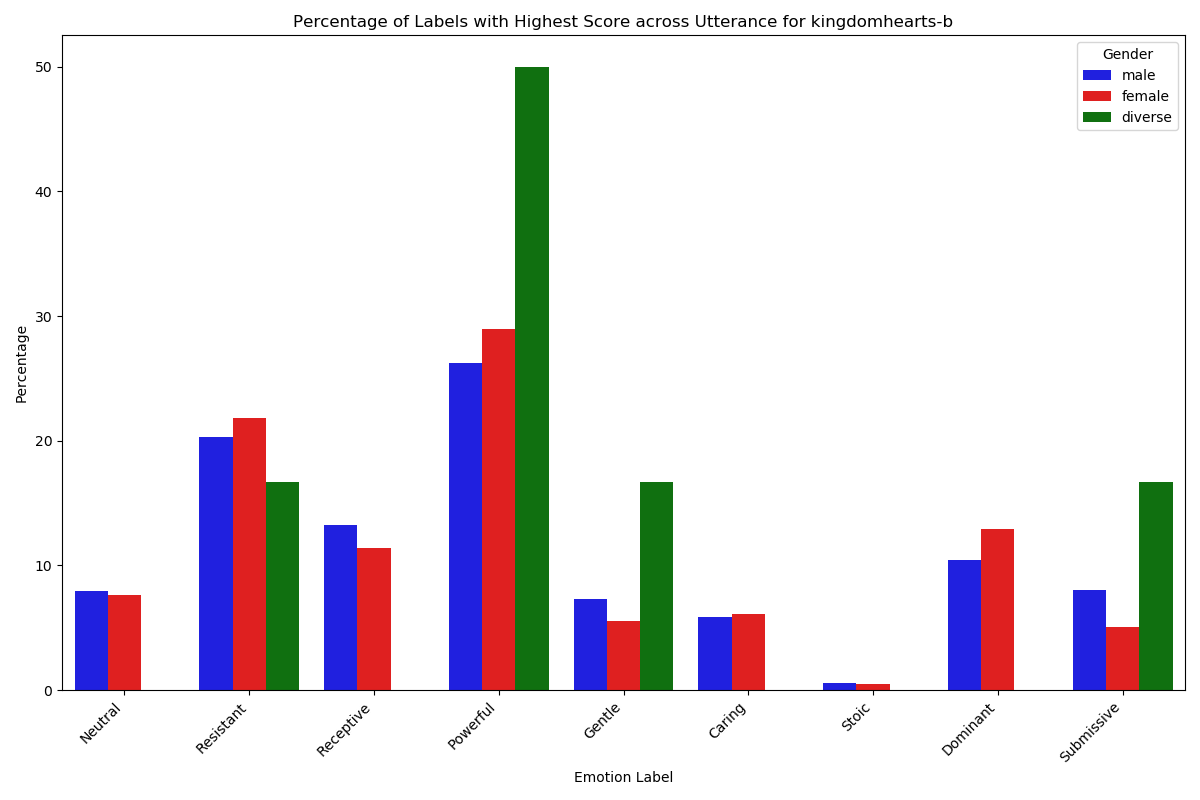 Percentage of Labels with Highest Score across Utterance for kingdomhearts-b
Gender
male
female
diverse
Percentage
50
40
30
20
10
0
Neutral
Resistant
Receptive
Powerful
Gentle
Caring
Stoic
Dominant
Submissive
Emotion Label